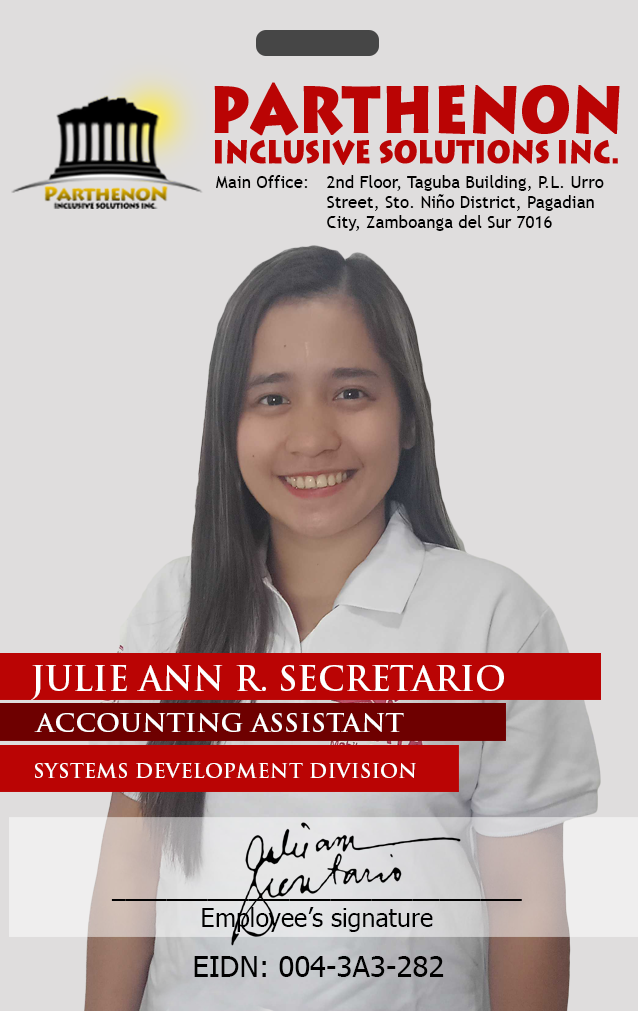 PARTHENON
INCLUSIVE SOLUTIONS INC.
PARTHENON
INCLUSIVE SOLUTIONS INC.
Main Office: 2nd Floor, Taguba Building, P.L. Urro
Street, Sto. Niño District, Pagadian
City, Zamboanga del Sur 7016
JULIE ANN R. SECRETARIO
ACCOUNTING ASSISTANT
SYSTEMS DEVELOPMENT DIVISION
Julieann
Secretario
Employee's signature
EIDN: 004-3A3-282